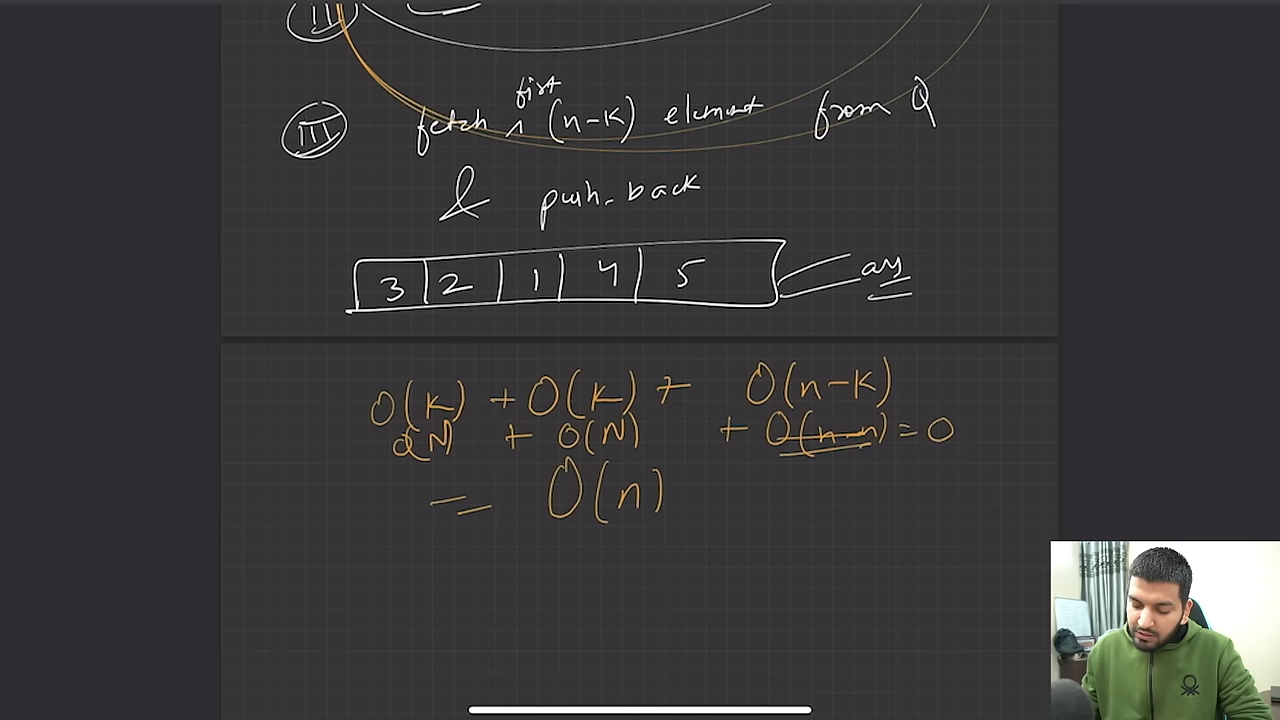 III
first
III fetch ^ (n-k) element from Q
& push_back
3 2 1 4 5 ans
O(k) + O(k) + O(n-k)
O(N) + O(N) + O(n-n) = 0
= O(n)